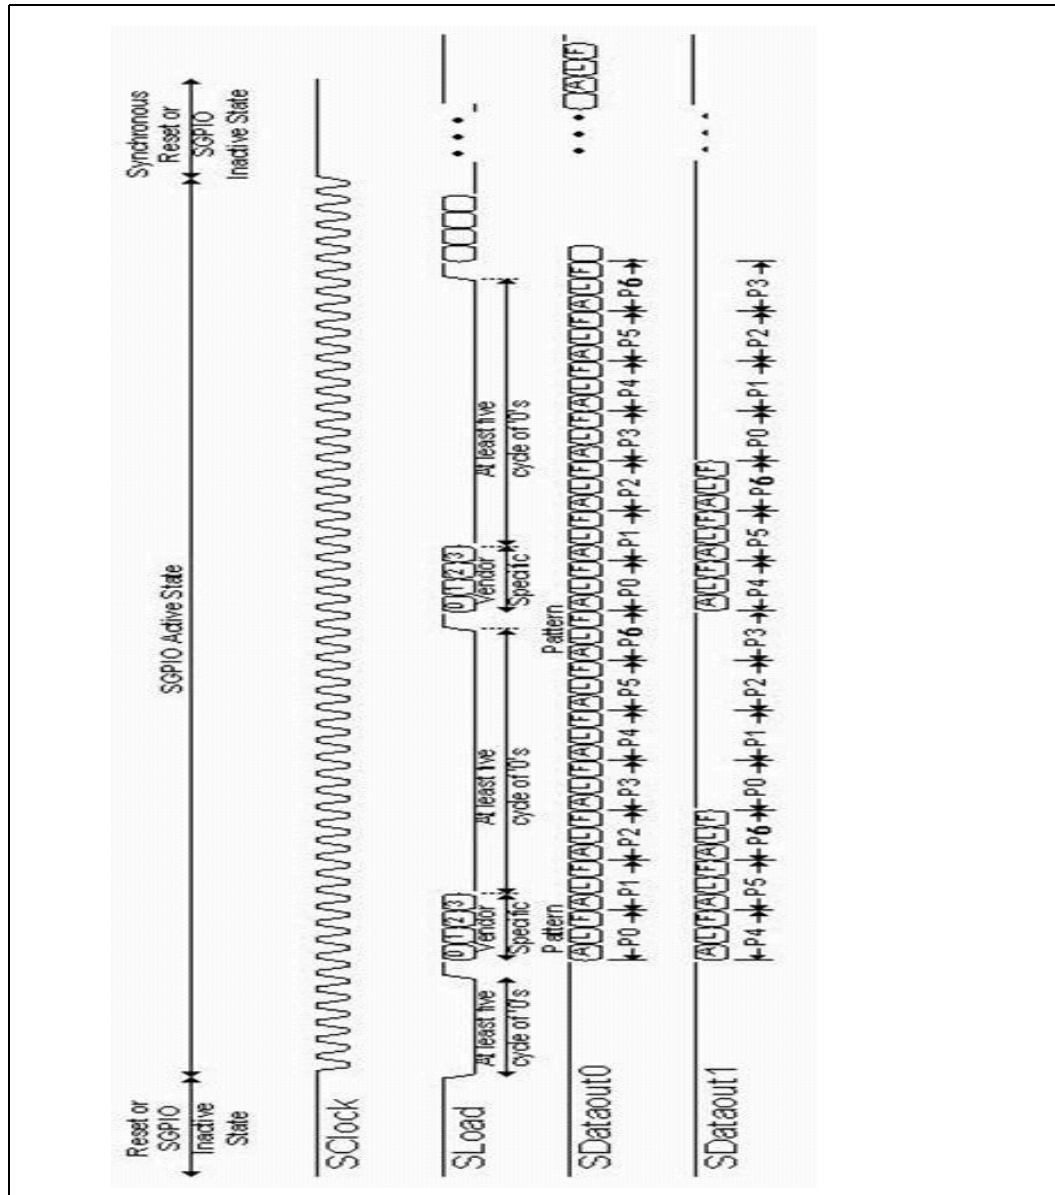 Reset or
SGPIO
Inactive
State
SGPIO Active State
Synchronous
Reset or
SGPIO
Inactive State
SClock
SLoad
At least five
cycle of '0's
0 1 2 3
Vendor
Specific
Pattern
At least five
cycle of '0's
0 1 2 3
Vendor
Specific
Pattern
At least five
cycle of '0's
SDataout0
A L F A L F A L F A L F A L F A L F A L F A L F A L F A L F A L F A L F A L F A L F
A L F
P0 P1 P2 P3 P4 P5 P6 P0 P1 P2 P3 P4 P5 P6
SDataout1
A L F A L F A L F
A L F A L F A L F
P4 P5 P6 P0 P1 P2 P3 P4 P5 P6 P0 P1 P2 P3